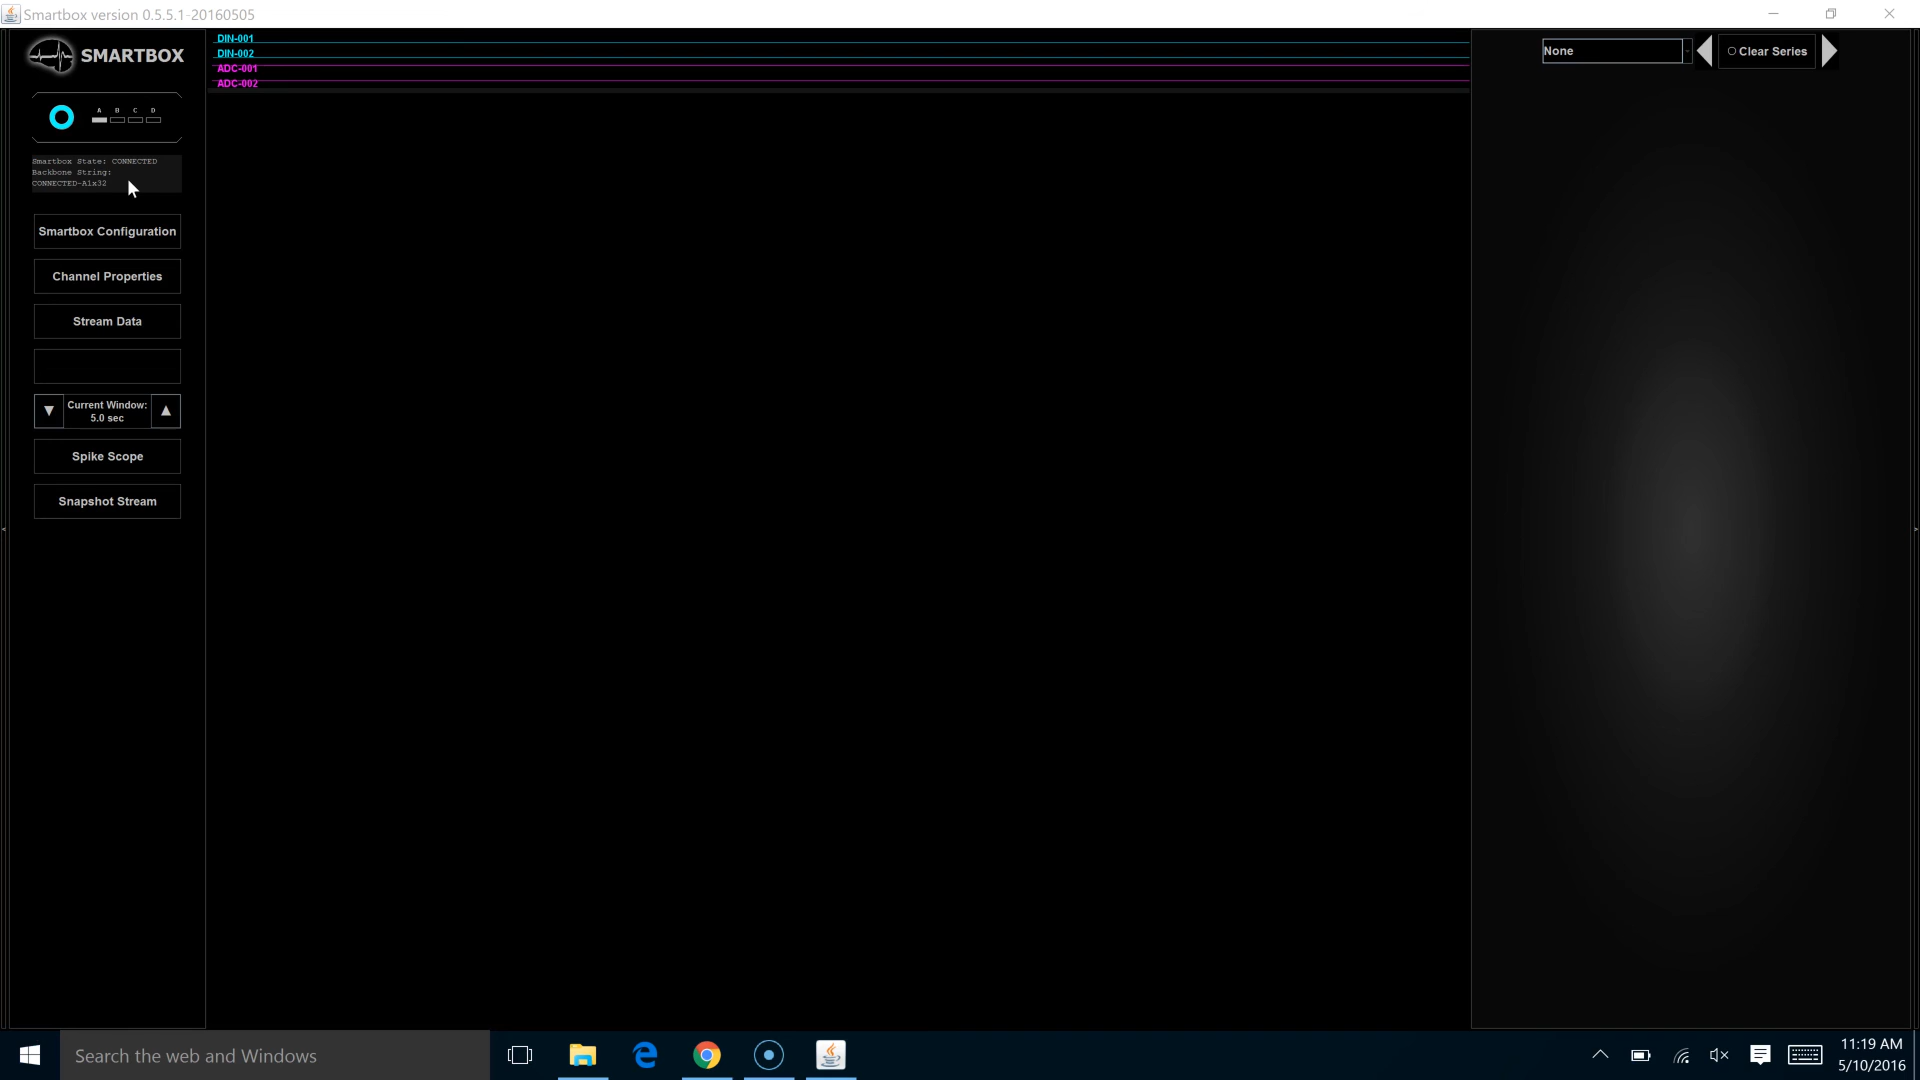 Smartbox version 0.5.5.1-20160505
SMARTBOX
A B C D
Smartbox State: CONNECTED
Backbone String:
CONNECTED-A1x32
Smartbox Configuration
Channel Properties
Stream Data
▼ Current Window: ▲
5.0 sec
Spike Scope
Snapshot Stream
DIN-001
DIN-002
ADC-001
ADC-002
None
Clear Series
Search the web and Windows
11:19 AM
5/10/2016